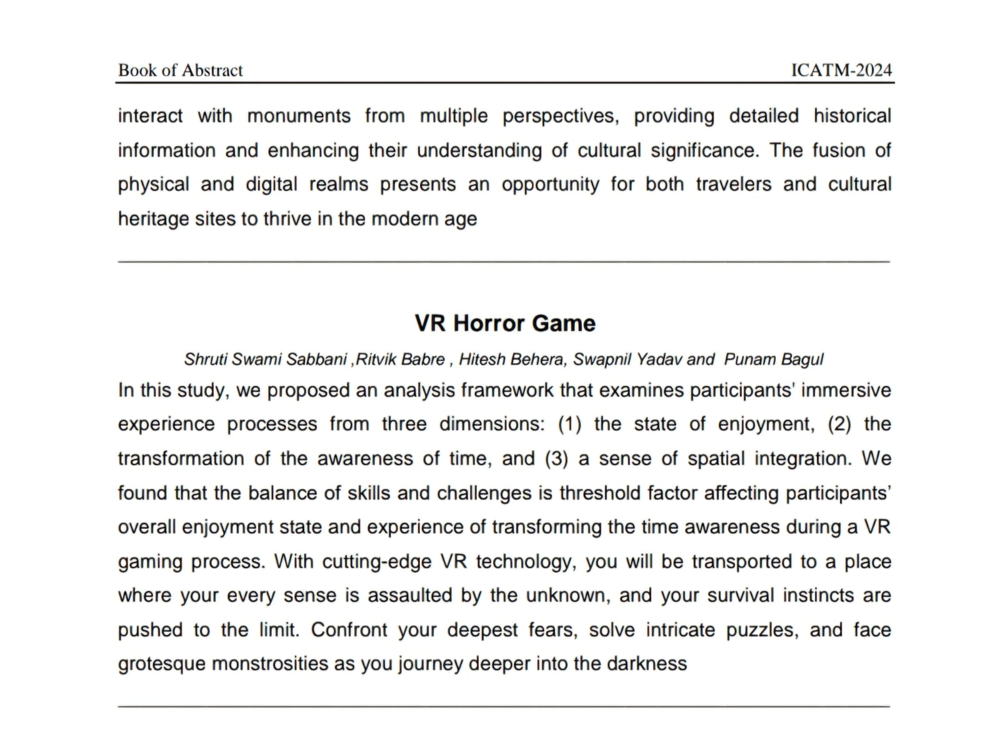 Book of Abstract ICATM-2024
interact with monuments from multiple perspectives, providing detailed historical
information and enhancing their understanding of cultural significance. The fusion of
physical and digital realms presents an opportunity for both travelers and cultural
heritage sites to thrive in the modern age
VR Horror Game
Shruti Swami Sabbani ,Ritvik Babre , Hitesh Behera, Swapnil Yadav and Punam Bagul
In this study, we proposed an analysis framework that examines participants' immersive
experience processes from three dimensions: (1) the state of enjoyment, (2) the
transformation of the awareness of time, and (3) a sense of spatial integration. We
found that the balance of skills and challenges is threshold factor affecting participants’
overall enjoyment state and experience of transforming the time awareness during a VR
gaming process. With cutting-edge VR technology, you will be transported to a place
where your every sense is assaulted by the unknown, and your survival instincts are
pushed to the limit. Confront your deepest fears, solve intricate puzzles, and face
grotesque monstrosities as you journey deeper into the darkness